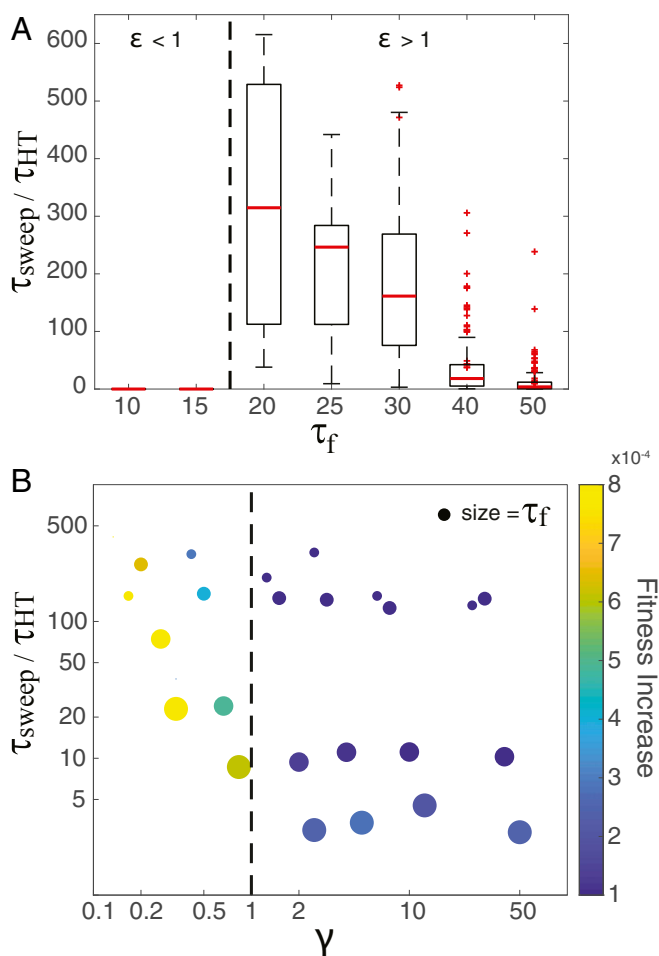 A
ε < 1
ε > 1
600
500
400
300
200
100
0
τsweep / τHT
10 15 20 25 30 40 50
τf
B
x10⁻⁴
size = τf
500
100
50
20
10
5
τsweep / τHT
0.1 0.2 0.5 1 2 10 50
γ
8
7
6
5
4
3
2
1
Fitness Increase